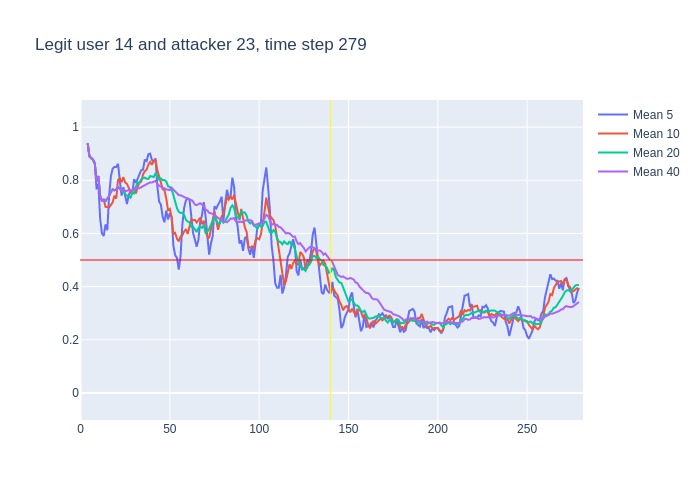 Legit user 14 and attacker 23, time step 279
Mean 5
Mean 10
Mean 20
Mean 40
1
0.8
0.6
0.4
0.2
0
0 50 100 150 200 250